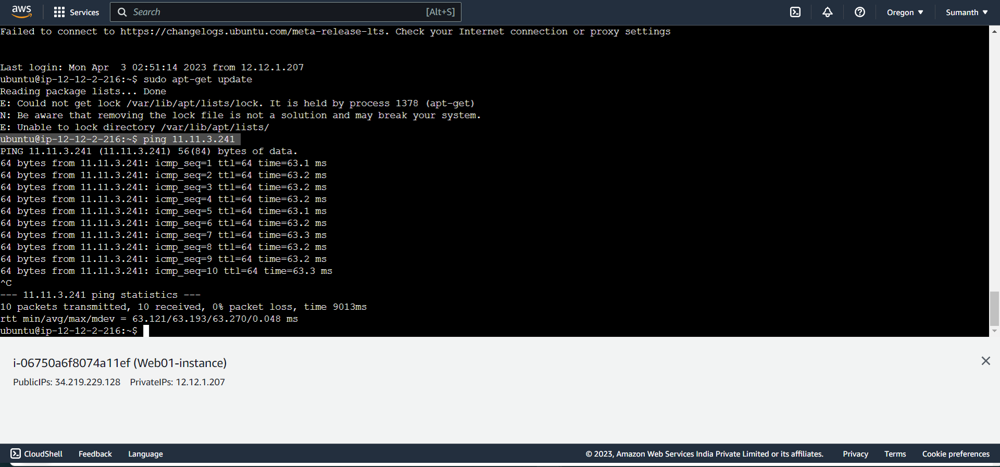 aws Services Search [Alt+S] Oregon Sumanth
Failed to connect to https://changelogs.ubuntu.com/meta-release-lts. Check your Internet connection or proxy settings
Last login: Mon Apr  3 02:51:14 2023 from 12.12.1.207
ubuntu@ip-12-12-2-216:~$ sudo apt-get update
Reading package lists... Done
E: Could not get lock /var/lib/apt/lists/lock. It is held by process 1378 (apt-get)
N: Be aware that removing the lock file is not a solution and may break your system.
E: Unable to lock directory /var/lib/apt/lists/
ubuntu@ip-12-12-2-216:~$ ping 11.11.3.241
PING 11.11.3.241 (11.11.3.241) 56(84) bytes of data.
64 bytes from 11.11.3.241: icmp_seq=1 ttl=64 time=63.1 ms
64 bytes from 11.11.3.241: icmp_seq=2 ttl=64 time=63.2 ms
64 bytes from 11.11.3.241: icmp_seq=3 ttl=64 time=63.2 ms
64 bytes from 11.11.3.241: icmp_seq=4 ttl=64 time=63.2 ms
64 bytes from 11.11.3.241: icmp_seq=5 ttl=64 time=63.1 ms
64 bytes from 11.11.3.241: icmp_seq=6 ttl=64 time=63.2 ms
64 bytes from 11.11.3.241: icmp_seq=7 ttl=64 time=63.3 ms
64 bytes from 11.11.3.241: icmp_seq=8 ttl=64 time=63.2 ms
64 bytes from 11.11.3.241: icmp_seq=9 ttl=64 time=63.2 ms
64 bytes from 11.11.3.241: icmp_seq=10 ttl=64 time=63.3 ms
^C
--- 11.11.3.241 ping statistics ---
10 packets transmitted, 10 received, 0% packet loss, time 9013ms
rtt min/avg/max/mdev = 63.121/63.193/63.270/0.048 ms
ubuntu@ip-12-12-2-216:~$
i-06750a6f8074a11ef (Web01-instance)
PublicIPs: 34.219.229.128 PrivateIPs: 12.12.1.207
CloudShell Feedback Language © 2023, Amazon Web Services India Private Limited or its affiliates. Privacy Terms Cookie preferences